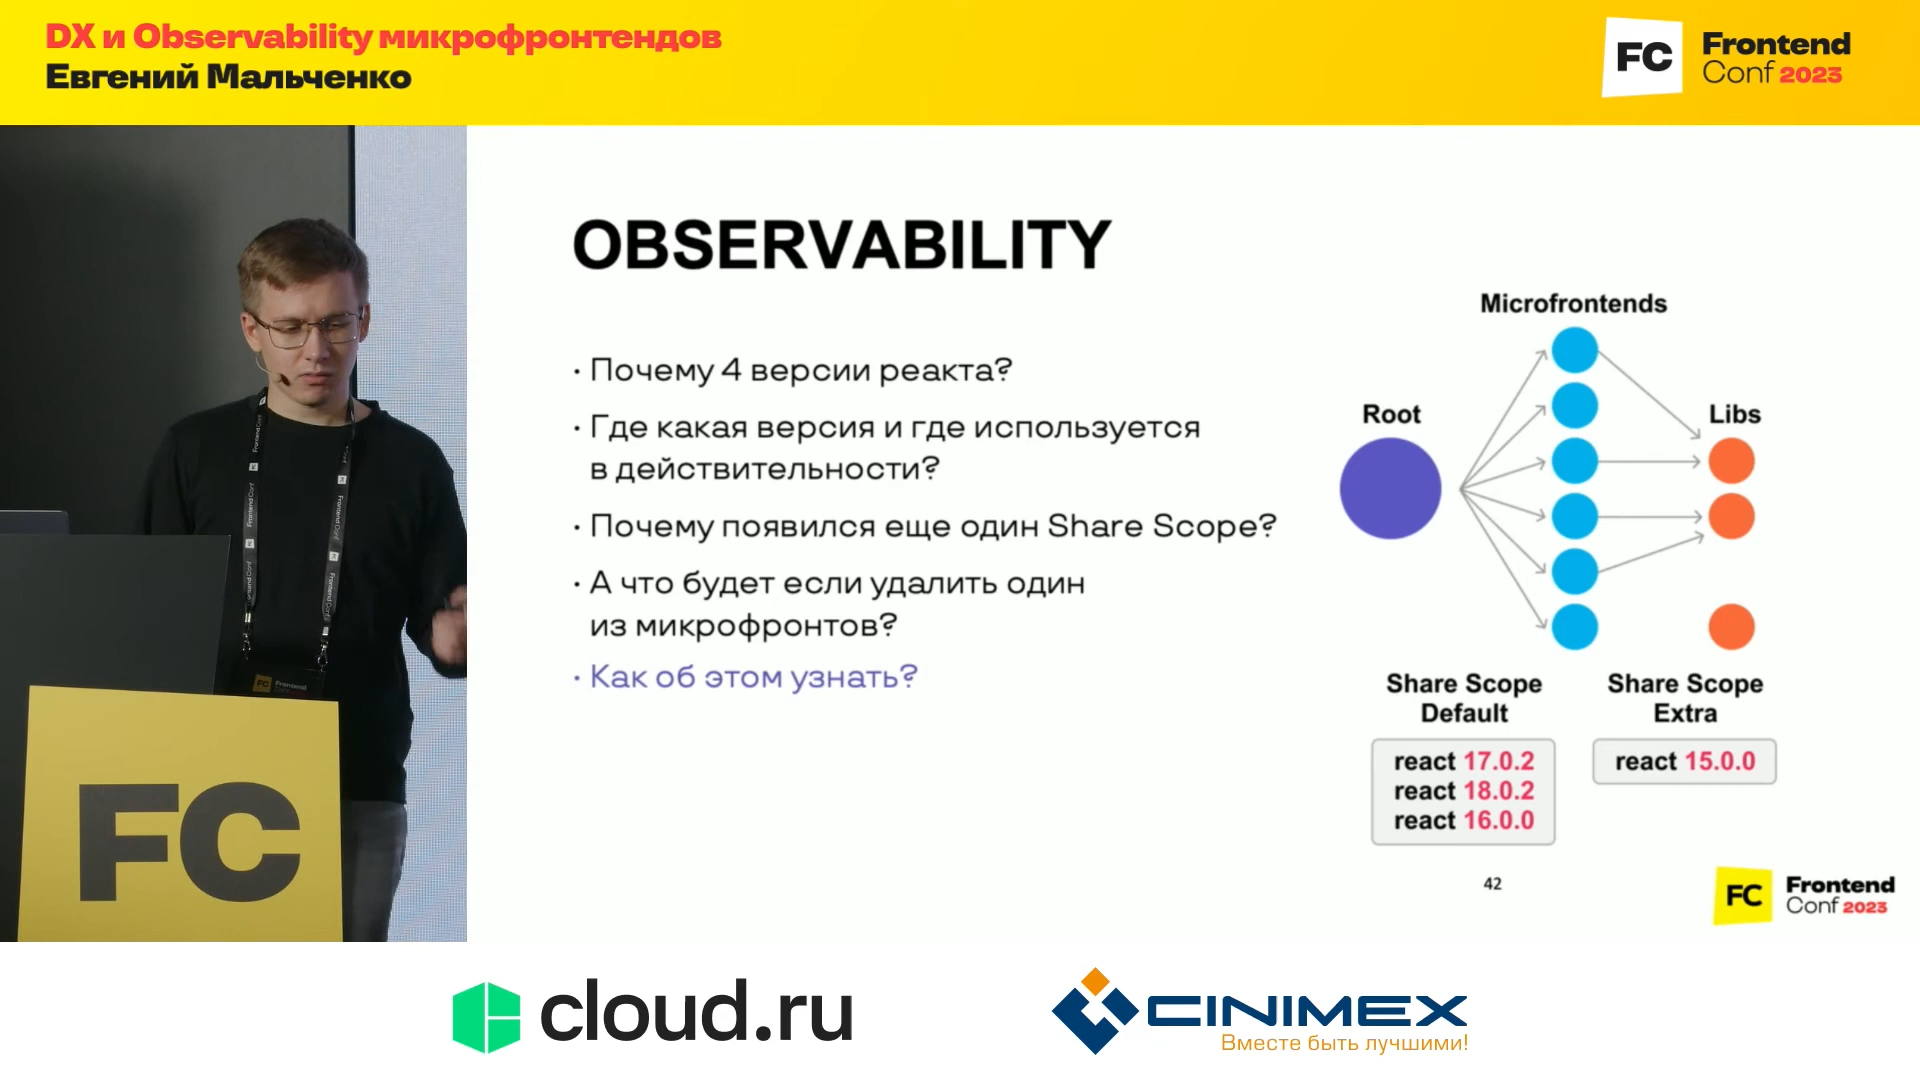 DX и Observability микрофронтендов
Евгений Мальченко
FC
Frontend
Conf 2023
OBSERVABILITY
· Почему 4 версии реакта?
· Где какая версия и где используется
в действительности?
· Почему появился еще один Share Scope?
· А что будет если удалить один
из микрофронтов?
· Как об этом узнать?
Microfrontends
Root
Libs
Share Scope
Default
react 17.0.2
react 18.0.2
react 16.0.0
Share Scope
Extra
react 15.0.0
42
FC
Frontend
Conf 2023
FC
FC
Frontend
cloud.ru
CINIMEX
Вместе быть лучшими!